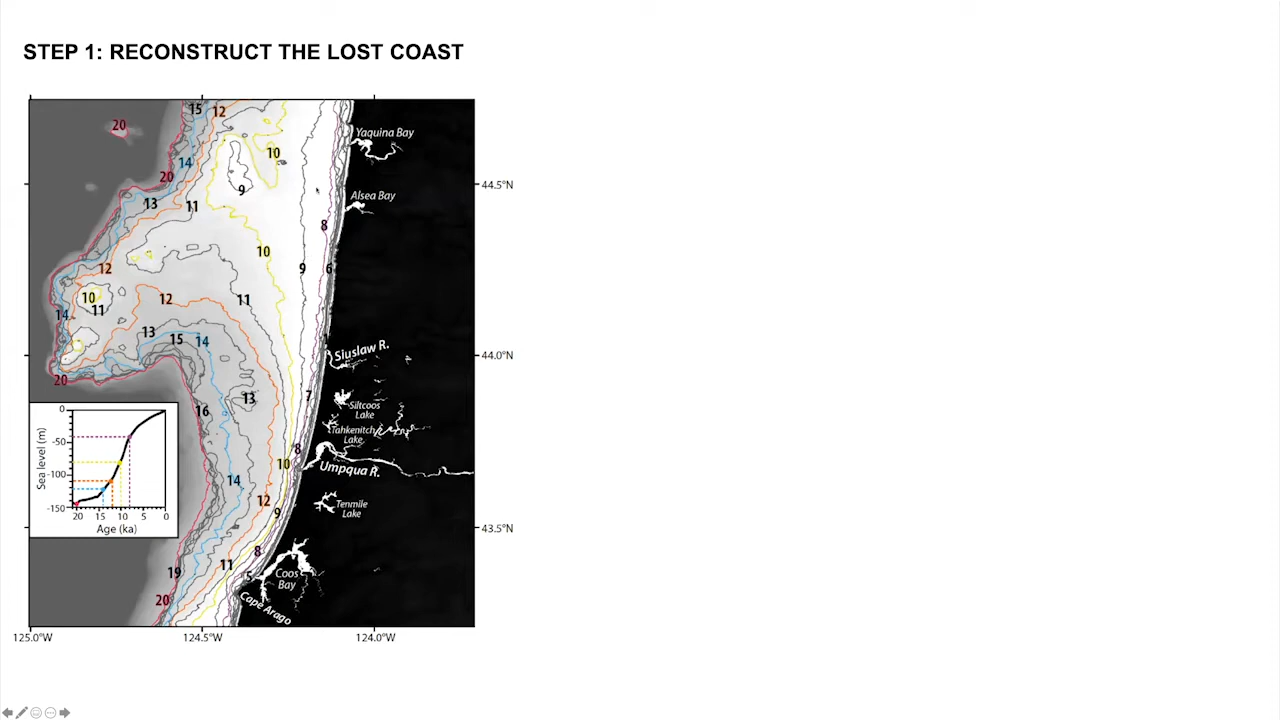 STEP 1: RECONSTRUCT THE LOST COAST
15 12
20
Yaquina Bay
10
14
20
9
44.5°N
13 11
Alsea Bay
8
10
12
9 6
10
12
11
11
14
13
15 14
Siuslaw R.
44.0°N
20
7
13
16
Siltcoos
Lake
Tahkenitch
Lake
8
10
Umpqua R.
14
12
9
Tenmile
Lake
43.5°N
0
-50
-100
-150
Sea level (m)
20 15 10 5 0
Age (ka)
8
11
19
5
Coos
Bay
20
Cape Arago
125.0°W 124.5°W 124.0°W